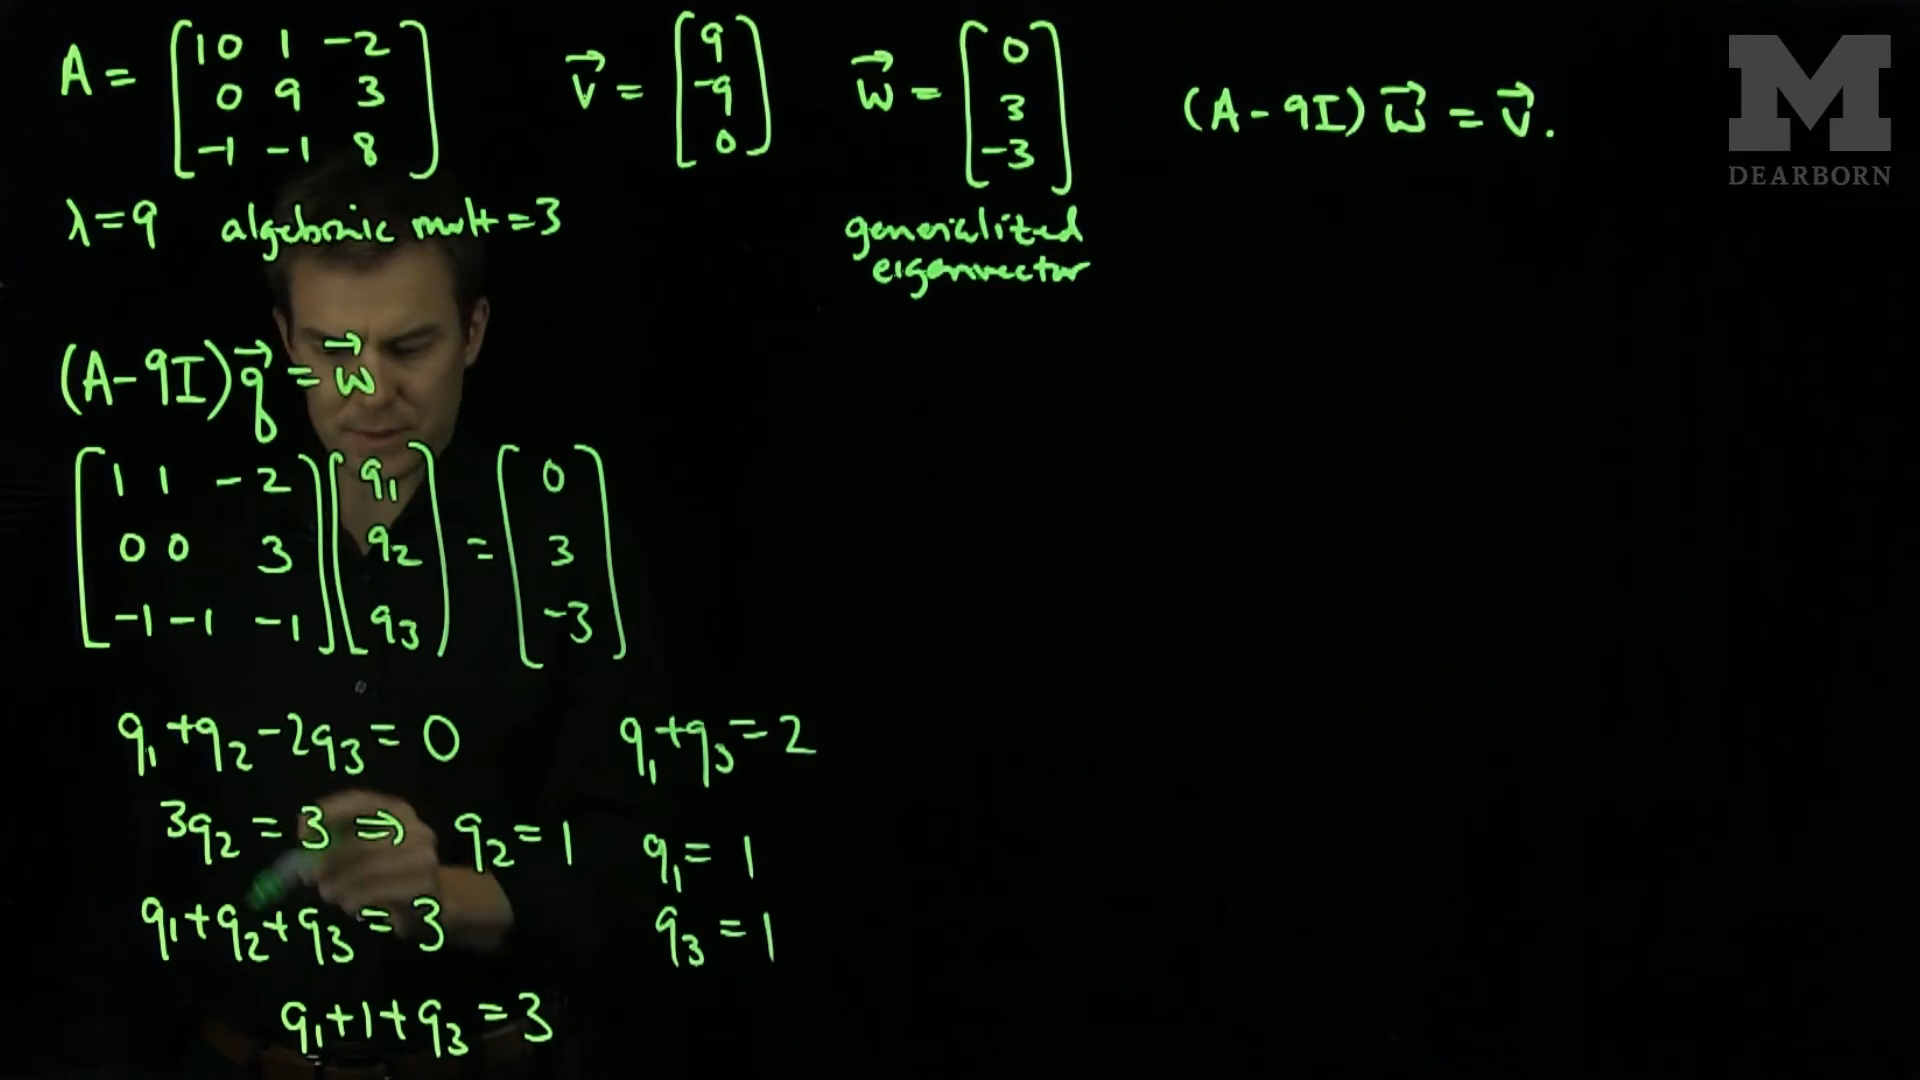 A = [10 1 -2; 0 9 3; -1 -1 8] v⃗ = [9; -9; 0] w⃗ = [0; 3; -3] (A-9I)w⃗ = v⃗.
M
DEARBORN
λ=9 algebraic mult=3
generialized
eigenvector
(A-9I)q⃗ = w⃗
[1 1 -2; 0 0 3; -1 -1 -1] [q₁; q₂; q₃] = [0; 3; -3]
q₁+q₂-2q₃=0 q₁+q₃=2
3q₂=3 ⇒ q₂=1 q₁=1
q₁+q₂+q₃=3 q₃=1
q₁+1+q₃=3